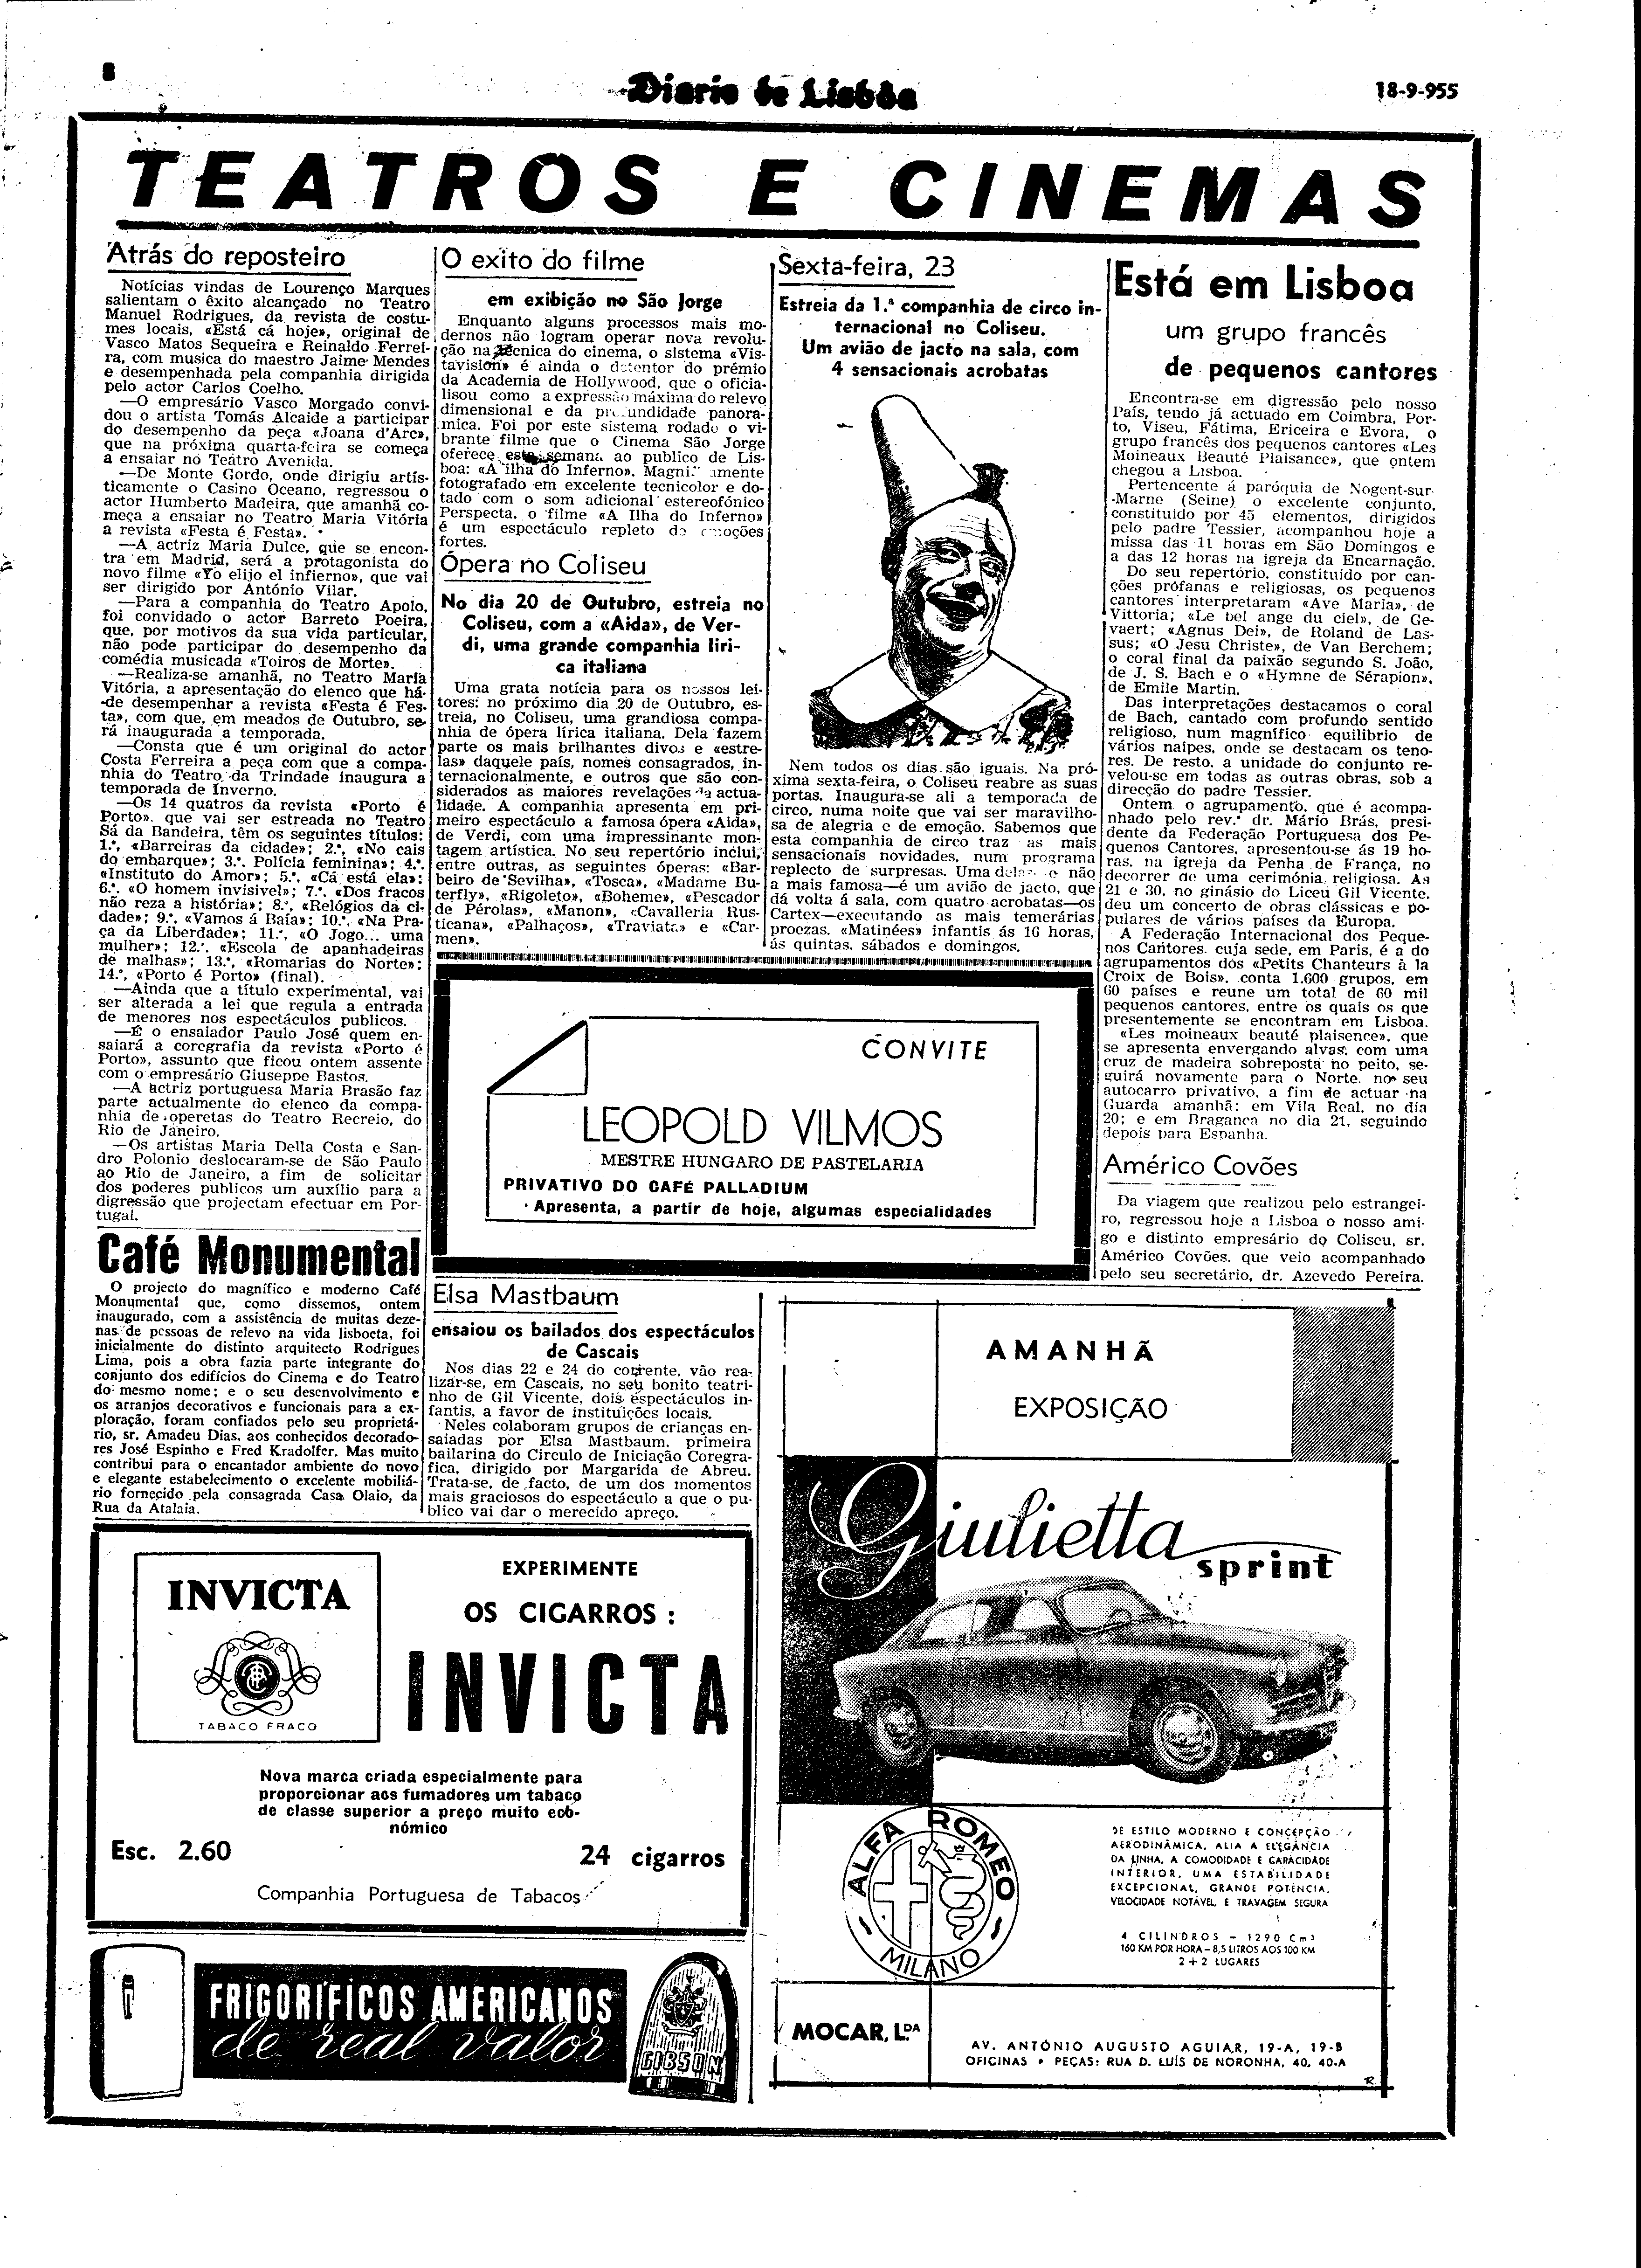 8
Diario de Lisbôa
18-9-955
TEATROS E CINEMAS
Atrás do reposteiro
Notícias vindas de Lourenço Marques
salientam o êxito alcançado no Teatro
Manuel Rodrigues, da revista de costu-
mes locais, «Está cá hoje», original de
Vasco Matos Sequeira e Reinaldo Ferrei-
ra, com musica do maestro Jaime Mendes
e desempenhada pela companhia dirigida
pelo actor Carlos Coelho.
—O empresário Vasco Morgado convi-
dou o artista Tomás Alcaide a participar
do desempenho da peça «Joana d'Arc»,
que na próxima quarta-feira se começa
a ensaiar no Teatro Avenida.
—De Monte Gordo, onde dirigiu artís-
ticamente o Casino Oceano, regressou o
actor Humberto Madeira, que amanhã co-
meça a ensaiar no Teatro Maria Vitória
a revista «Festa é Festa».
—A actriz Maria Dulce, que se encon-
tra em Madrid, será a protagonista do
novo filme «Yo elijo el infierno», que vai
ser dirigido por António Vilar.
—Para a companhia do Teatro Apolo,
foi convidado o actor Barreto Poeira,
que, por motivos da sua vida particular,
não pode participar do desempenho da
comédia musicada «Toiros de Morte».
—Realiza-se amanhã, no Teatro Maria
Vitória, a apresentação do elenco que há-
-de desempenhar a revista «Festa é Fes-
ta», com que, em meados de Outubro, se-
rá inaugurada a temporada.
—Consta que é um original do actor
Costa Ferreira a peça com que a compa-
nhia do Teatro da Trindade inaugura a
temporada de Inverno.
—Os 14 quatros da revista «Porto é
Porto», que vai ser estreada no Teatro
Sá da Bandeira, têm os seguintes títulos:
1.º, «Barreiras da cidade»; 2.º, «No cais
do embarque»; 3.º. Polícia feminina»; 4.º.
«Instituto do Amor»; 5.º, «Cá está ela»;
6.º. «O homem invisivel»; 7.º, «Dos fracos
não reza a história»; 8.º, «Relógios da ci-
dade»; 9.º, «Vamos á Baía»; 10.º, «Na Pra-
ça da Liberdade»; 11.º, «O Jogo... uma
mulher»; 12.º, «Escola de apanhadeiras
de malhas»; 13.º, «Romarias do Norte»;
14.º, «Porto é Porto» (final).
—Ainda que a título experimental, vai
ser alterada a lei que regula a entrada
de menores nos espectáculos publicos.
—É o ensaiador Paulo José quem en-
saiará a coregrafia da revista «Porto é
Porto», assunto que ficou ontem assente
com o empresário Giuseppe Bastos.
—A actriz portuguesa Maria Brasão faz
parte actualmente do elenco da compa-
nhia de operetas do Teatro Recreio, do
Rio de Janeiro.
—Os artistas Maria Della Costa e San-
dro Polonio deslocaram-se de São Paulo
ao Rio de Janeiro, a fim de solicitar
dos poderes publicos um auxílio para a
digressão que projectam efectuar em Por-
tugal.
Café Monumental
O projecto do magnífico e moderno Café
Monumental que, como dissemos, ontem
inaugurado, com a assistência de muitas deze-
nas de pessoas de relevo na vida lisboeta, foi
inicialmente do distinto arquitecto Rodrigues
Lima, pois a obra fazia parte integrante do
conjunto dos edifícios do Cinema e do Teatro
do mesmo nome; e o seu desenvolvimento e
os arranjos decorativos e funcionais para a ex-
ploração, foram confiados pelo seu proprietá-
rio, sr. Amadeu Dias, aos conhecidos decorado-
res José Espinho e Fred Kradolfer. Mas muito
contribui para o encantador ambiente do novo
e elegante estabelecimento o excelente mobiliá-
rio fornecido pela consagrada Casa Olaio, da
Rua da Atalaia.
O exito do filme
em exibição no São Jorge
Enquanto alguns processos mais mo-
dernos não logram operar nova revolu-
ção na técnica do cinema, o sistema «Vis-
tavision» é ainda o detentor do prémio
da Academia de Hollywood, que o oficia-
lisou como a expressão máxima do relevo
dimensional e da profundidade panora-
mica. Foi por este sistema rodado o vi-
brante filme que o Cinema São Jorge
oferece esta semana ao publico de Lis-
boa: «A ilha do Inferno». Magnificamente
fotografado em excelente tecnicolor e do-
tado com o som adicional estereofónico
Perspecta, o filme «A Ilha do Inferno»
é um espectáculo repleto de emoções
fortes.
Ópera no Coliseu
No dia 20 de Outubro, estreia no
Coliseu, com a «Aida», de Ver-
di, uma grande companhia liri-
ca italiana
Uma grata notícia para os nossos lei-
tores: no próximo dia 20 de Outubro, es-
treia, no Coliseu, uma grandiosa compa-
nhia de ópera lírica italiana. Dela fazem
parte os mais brilhantes divos e «estre-
las» daquele país, nomes consagrados, in-
ternacionalmente, e outros que são con-
siderados as maiores revelações da actua-
lidade. A companhia apresenta em pri-
meiro espectáculo a famosa ópera «Aida»,
de Verdi, com uma impressinante mon-
tagem artística. No seu repertório inclui,
entre outras, as seguintes óperas: «Bar-
beiro de Sevilha», «Tosca», «Madame Bu-
terfly», «Rigoleto», «Boheme», «Pescador
de Pérolas», «Manon», «Cavalleria Rus-
ticana», «Palhaços», «Traviata» e «Car-
men».
Sexta-feira, 23
Estreia da 1.ª companhia de circo in-
ternacional no Coliseu.
Um avião de jacto na sala, com
4 sensacionais acrobatas
Nem todos os dias são iguais. Na pró-
xima sexta-feira, o Coliseu reabre as suas
portas. Inaugura-se ali a temporada de
circo, numa noite que vai ser maravilho-
sa de alegria e de emoção. Sabemos que
esta companhia de circo traz as mais
sensacionais novidades, num programa
replecto de surpresas. Uma delas e não
a mais famosa—é um avião de jacto, que
dá volta á sala, com quatro acrobatas—os
Cartex—executando as mais temerárias
proezas. «Matinées» infantis ás 16 horas,
ás quintas, sábados e domingos.
Está em Lisboa
um grupo francês
de pequenos cantores
Encontra-se em digressão pelo nosso
País, tendo já actuado em Coimbra, Por-
to, Viseu, Fátima, Ericeira e Evora, o
grupo francês dos pequenos cantores «Les
Moineaux Beauté Plaisance», que ontem
chegou a Lisboa.
Pertencente á paróquia de Nogent-sur-
-Marne (Seine) o excelente conjunto,
constituido por 45 elementos, dirigidos
pelo padre Tessier, acompanhou hoje a
missa das 11 horas em São Domingos e
a das 12 horas na igreja da Encarnação.
Do seu repertório, constituido por can-
ções prófanas e religiosas, os pequenos
cantores interpretaram «Ave Maria», de
Vittoria; «Le bel ange du ciel», de Ge-
vaert; «Agnus Dei», de Roland de Las-
sus; «O Jesu Christe», de Van Berchem;
o coral final da paixão segundo S. João,
de J. S. Bach e o «Hymne de Sérapion»,
de Emile Martin.
Das interpretações destacamos o coral
de Bach, cantado com profundo sentido
religioso, num magnífico equilibrio de
vários naipes, onde se destacam os teno-
res. De resto, a unidade do conjunto re-
velou-se em todas as outras obras, sob a
direcção do padre Tessier.
Ontem o agrupamento, que é acompa-
nhado pelo rev.º dr. Mário Brás, presi-
dente da Federação Portuguesa dos Pe-
quenos Cantores, apresentou-se ás 19 ho-
ras, na igreja da Penha de França, no
decorrer de uma cerimónia religiosa. As
21 e 30, no ginásio do Liceu Gil Vicente,
deu um concerto de obras clássicas e po-
pulares de vários países da Europa.
A Federação Internacional dos Peque-
nos Cantores, cuja sede, em Paris, é a do
agrupamentos dos «Petits Chanteurs à la
Croix de Bois», conta 1.600 grupos, em
60 países e reune um total de 60 mil
pequenos cantores, entre os quais os que
presentemente se encontram em Lisboa.
«Les moineaux beauté plaisence», que
se apresenta envergando alvas, com uma
cruz de madeira sobreposta no peito, se-
guirá novamente para o Norte, no seu
autocarro privativo, a fim de actuar na
Guarda amanhã; em Vila Real, no dia
20; e em Bragança no dia 21, seguindo
depois para Espanha.
Américo Covões
Da viagem que realizou pelo estrangei-
ro, regressou hoje a Lisboa o nosso ami-
go e distinto empresário do Coliseu, sr.
Américo Covões, que veio acompanhado
pelo seu secretário, dr. Azevedo Pereira.
CONVITE
LEOPOLD VILMOS
MESTRE HUNGARO DE PASTELARIA
PRIVATIVO DO CAFÉ PALLADIUM
Apresenta, a partir de hoje, algumas especialidades
Elsa Mastbaum
ensaiou os bailados dos espectáculos
de Cascais
Nos dias 22 e 24 do corrente, vão rea-
lizar-se, em Cascais, no seu bonito teatri-
nho de Gil Vicente, dois espectáculos in-
fantis, a favor de instituições locais.
Neles colaboram grupos de crianças en-
saiadas por Elsa Mastbaum, primeira
bailarina do Circulo de Iniciação Coregra-
fica, dirigido por Margarida de Abreu.
Trata-se, de facto, de um dos momentos
mais graciosos do espectáculo a que o pu-
blico vai dar o merecido apreço.
INVICTA
TABACO FRACO
EXPERIMENTE
OS CIGARROS :
INVICTA
Nova marca criada especialmente para
proporcionar aos fumadores um tabaco
de classe superior a preço muito eco-
nómico
Esc. 2.60
24 cigarros
Companhia Portuguesa de Tabacos
FRIGORÍFICOS AMERICANOS
de real valor
GIBSON
AMANHÃ
EXPOSIÇÃO
Giulietta
sprint
ALFA ROMEO
MILANO
DE ESTILO MODERNO E CONCEPÇÃO
AERODINÂMICA, ALIA A ELEGÂNCIA
DA LINHA, A COMODIDADE E CAPACIDADE
INTERIOR, UMA ESTABILIDADE
EXCEPCIONAL, GRANDE POTÊNCIA,
VELOCIDADE NOTÁVEL E TRAVAGEM SEGURA
4 CILINDROS – 1290 Cm³
160 KM POR HORA – 8,5 LITROS AOS 100 KM
2 + 2 LUGARES
MOCAR, L.DA
AV. ANTÓNIO AUGUSTO AGUIAR, 19-A, 19-B
OFICINAS • PEÇAS: RUA D. LUÍS DE NORONHA, 40, 40-A
R.